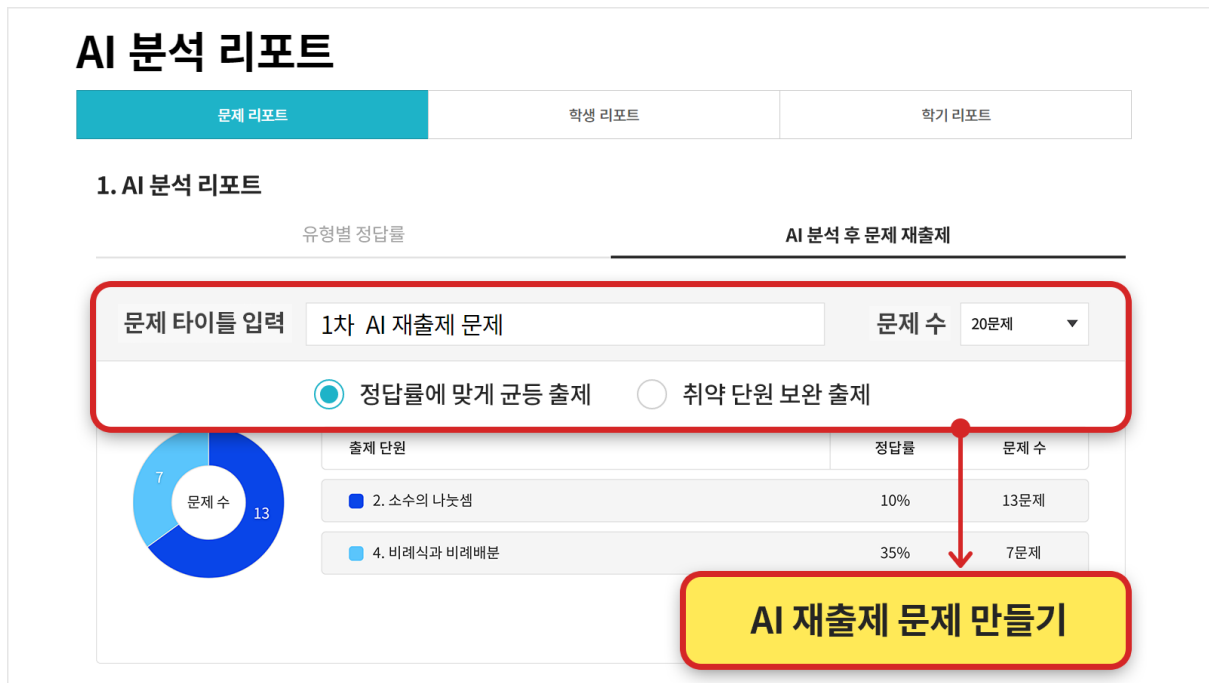 AI 분석 리포트
문제 리포트 학생 리포트 학기 리포트
1. AI 분석 리포트
유형별 정답률 AI 분석 후 문제 재출제
문제 타이틀 입력 1차 AI 재출제 문제 문제 수 20문제
정답률에 맞게 균등 출제 취약 단원 보완 출제
출제 단원 정답률 문제 수
7 문제 수 13
2. 소수의 나눗셈 10% 13문제
4. 비례식과 비례배분 35% 7문제
AI 재출제 문제 만들기